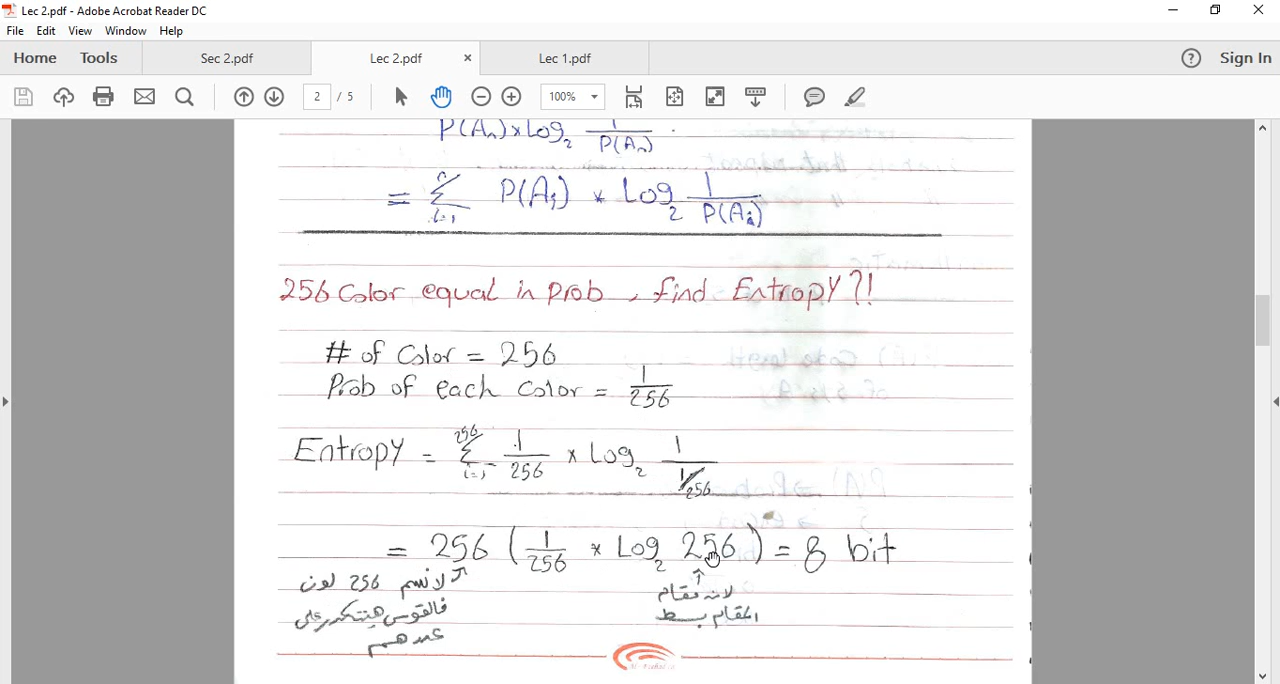 Lec 2.pdf - Adobe Acrobat Reader DC
File Edit View Window Help
Home Tools Sec 2.pdf Lec 2.pdf × Lec 1.pdf Sign In
2 / 5 100%
P(An) × Log₂ 1/P(An)
= Σ i=1 n P(Ai) * Log₂ 1/P(Ai)
256 Color equal in prob , find Entropy ?!
# of Color = 256
Prob of each Color = 1/256
Entropy = Σ i=1 256 1/256 × Log₂ 1/(1/256)
= 256 ( 1/256 × Log₂ 256 ) = 8 bit
لانهم 256 لون
فالقوس هيتكرر على
عددهم
لانه مقام
المقام بسط